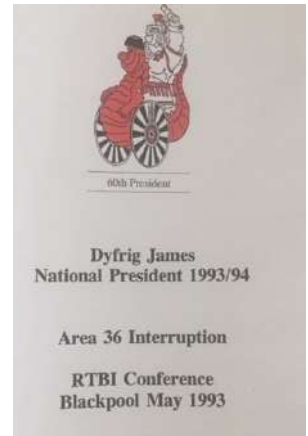 60th President
Dyfrig James
National President 1993/94
Area 36 Interruption
RTBI Conference
Blackpool May 1993